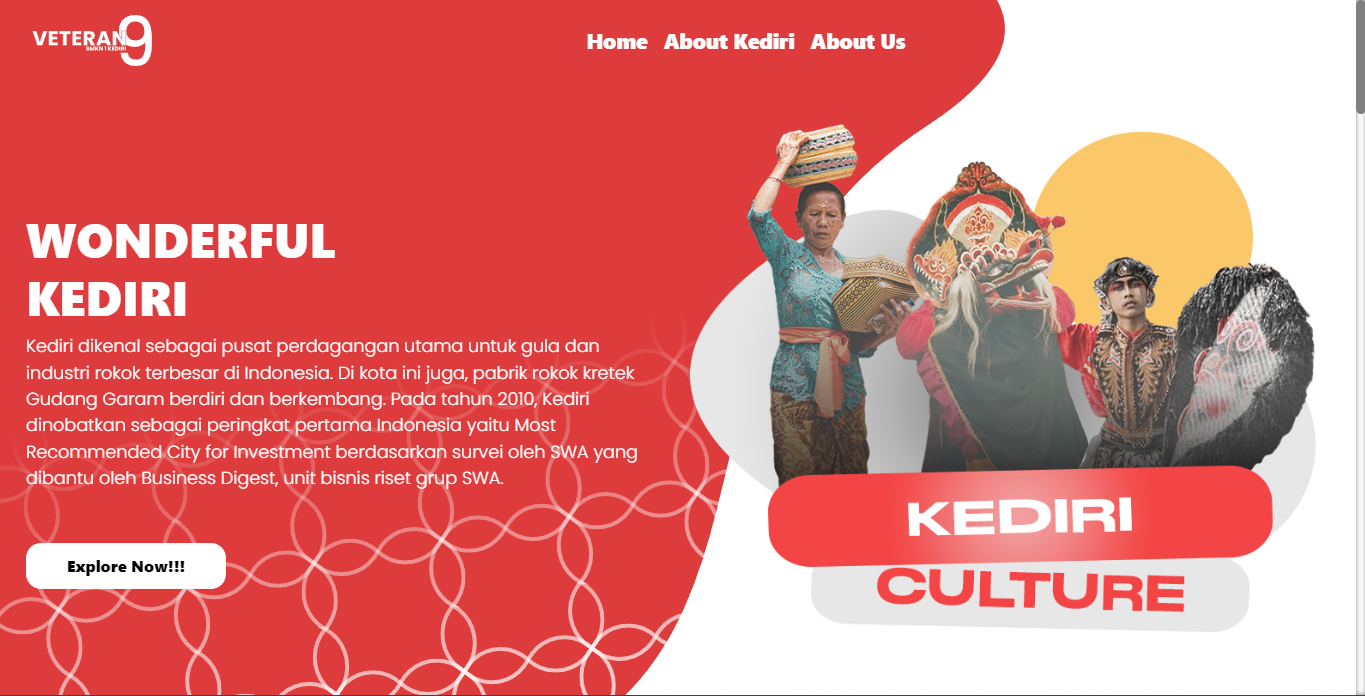 VETERAN9
SMKN 1 KEDIRI
Home About Kediri About Us
WONDERFUL
KEDIRI
Kediri dikenal sebagai pusat perdagangan utama untuk gula dan
industri rokok terbesar di Indonesia. Di kota ini juga, pabrik rokok kretek
Gudang Garam berdiri dan berkembang. Pada tahun 2010, Kediri
dinobatkan sebagai peringkat pertama Indonesia yaitu Most
Recommended City for Investment berdasarkan survei oleh SWA yang
dibantu oleh Business Digest, unit bisnis riset grup SWA.
Explore Now!!!
KEDIRI
CULTURE